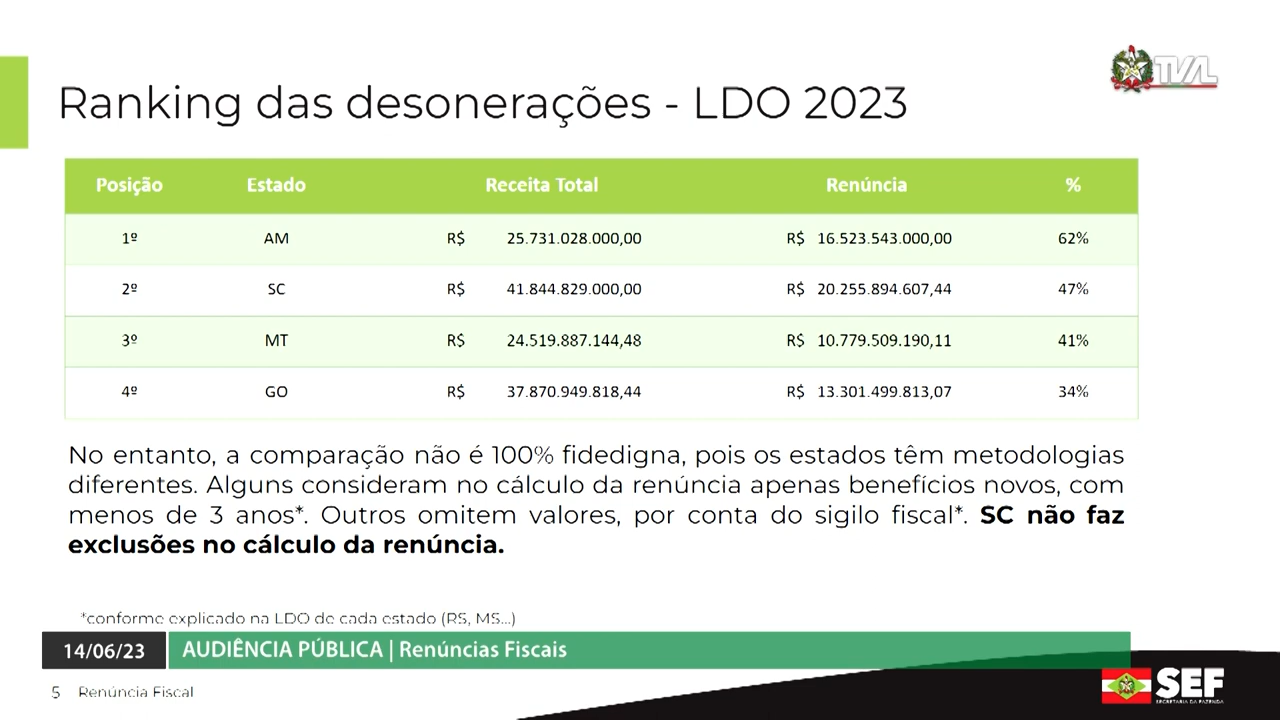 TVAL
Ranking das desonerações - LDO 2023
Posição Estado Receita Total Renúncia %
1º AM R$ 25.731.028.000,00 R$ 16.523.543.000,00 62%
2º SC R$ 41.844.829.000,00 R$ 20.255.894.607,44 47%
3º MT R$ 24.519.887.144,48 R$ 10.779.509.190,11 41%
4º GO R$ 37.870.949.818,44 R$ 13.301.499.813,07 34%
No entanto, a comparação não é 100% fidedigna, pois os estados têm metodologias
diferentes. Alguns consideram no cálculo da renúncia apenas benefícios novos, com
menos de 3 anos*. Outros omitem valores, por conta do sigilo fiscal*. SC não faz
exclusões no cálculo da renúncia.
*conforme explicado na LDO de cada estado (RS, MS...)
14/06/23 AUDIÊNCIA PÚBLICA | Renúncias Fiscais
5 Renúncia Fiscal
SEF
SECRETARIA DA FAZENDA